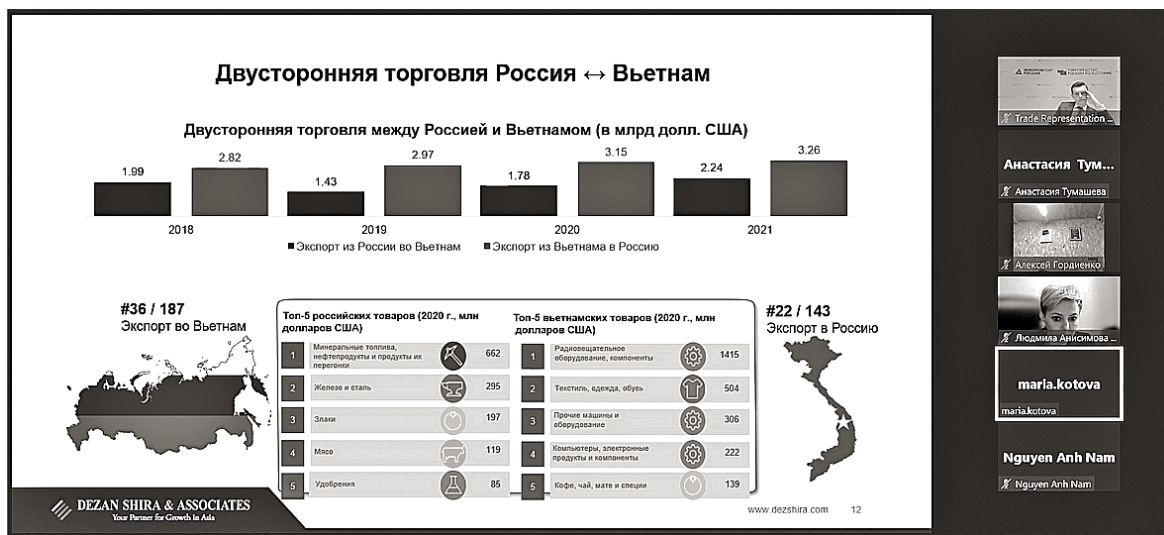 Двусторонняя торговля Россия ↔ Вьетнам
Двусторонняя торговля между Россией и Вьетнамом (в млрд долл. США)
1.99
2.82
1.43
2.97
1.78
3.15
2.24
3.26
2018
2019
2020
2021
Экспорт из России во Вьетнам
Экспорт из Вьетнама в Россию
#36 / 187
Экспорт во Вьетнам
Топ-5 российских товаров (2020 г., млн
долларов США)
1
Минеральные топлива,
нефтепродукты и продукты их
перегонки
662
2
Железо и сталь
295
3
Злаки
197
4
Мясо
119
5
Удобрения
85
Топ-5 вьетнамских товаров (2020 г., млн
долларов США)
1
Радиовещательное
оборудование, компоненты
1415
2
Текстиль, одежда, обувь
504
3
Прочие машины и
оборудование
306
4
Компьютеры, электронные
продукты и компоненты
222
5
Кофе, чай, мате и специи
139
#22 / 143
Экспорт в Россию
DEZAN SHIRA & ASSOCIATES
Your Partner for Growth in Asia
www.dezshira.com
12
Trade Representation ...
Анастасия Тум...
Анастасия Тумашева
Алексей Гордиенко
Людмила Анисимова ...
maria.kotova
maria.kotova
Nguyen Anh Nam
Nguyen Anh Nam